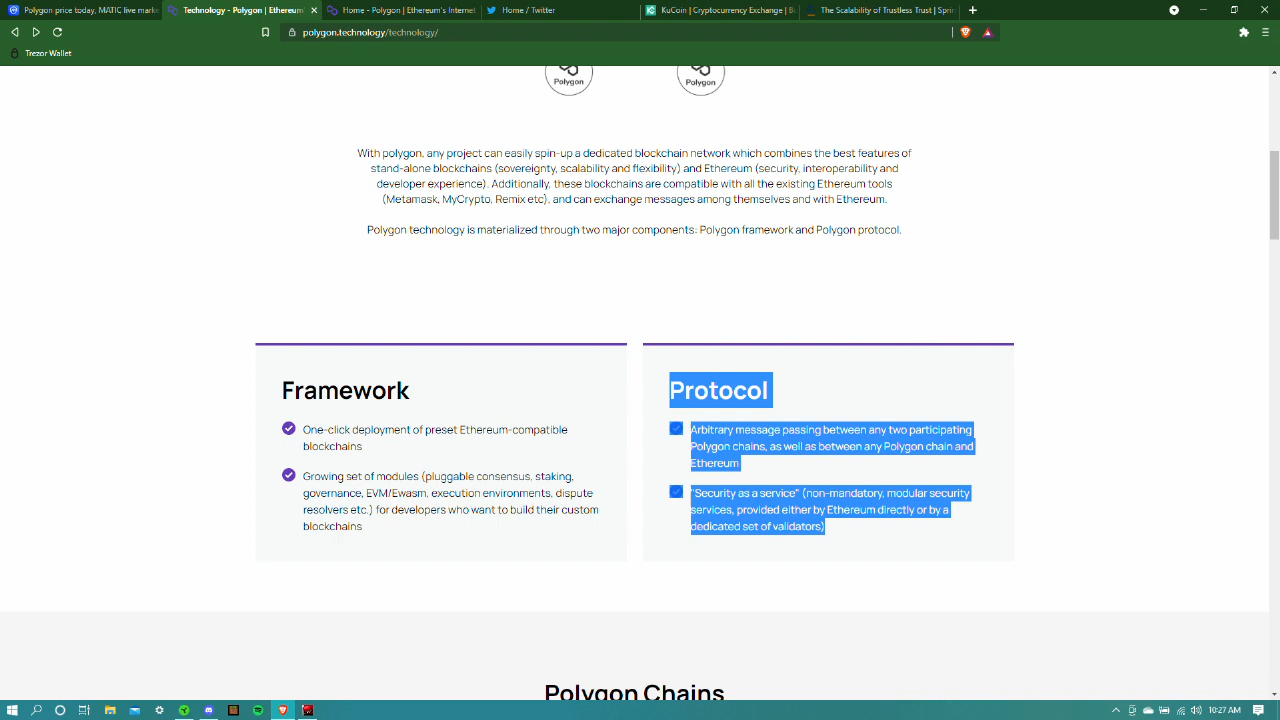 Polygon price today, MATIC live marke
Technology - Polygon | Ethereum'
Home - Polygon | Ethereum's Internet
Home / Twitter
KuCoin | Cryptocurrency Exchange | Bu
The Scalability of Trustless Trust | Sprin
polygon.technology/technology/
Trezor Wallet
Polygon
Polygon
With polygon, any project can easily spin-up a dedicated blockchain network which combines the best features of
stand-alone blockchains (sovereignty, scalability and flexibility) and Ethereum (security, interoperability and
developer experience). Additionally, these blockchains are compatible with all the existing Ethereum tools
(Metamask, MyCrypto, Remix etc), and can exchange messages among themselves and with Ethereum.
Polygon technology is materialized through two major components: Polygon framework and Polygon protocol.
Framework
One-click deployment of preset Ethereum-compatible
blockchains
Growing set of modules (pluggable consensus, staking,
governance, EVM/Ewasm, execution environments, dispute
resolvers etc.) for developers who want to build their custom
blockchains
Protocol
Arbitrary message passing between any two participating
Polygon chains, as well as between any Polygon chain and
Ethereum
"Security as a service" (non-mandatory, modular security
services, provided either by Ethereum directly or by a
dedicated set of validators)
Polygon Chains
10:27 AM